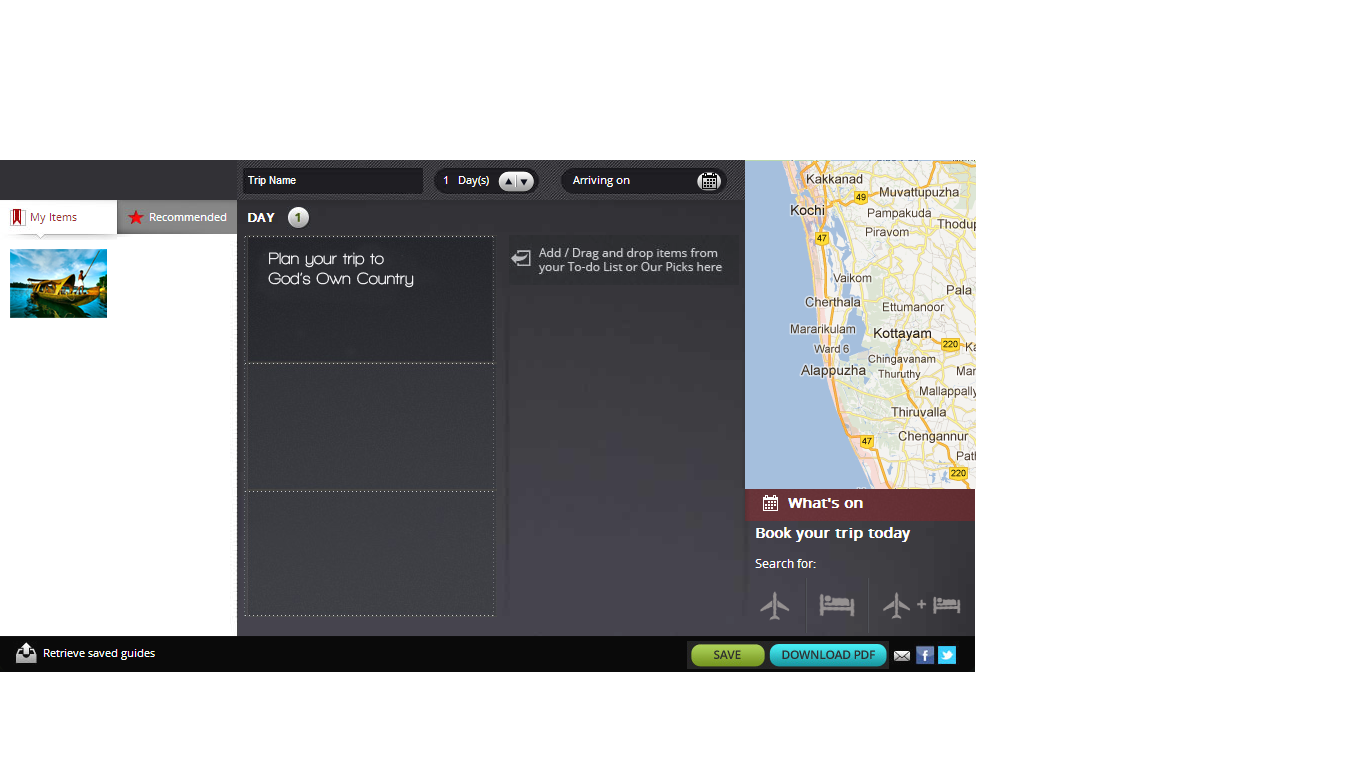 Trip Name
1 Day(s)
Arriving on
My Items
Recommended
DAY 1
Plan your trip to
God's Own Country
Add / Drag and drop items from
your To-do List or Our Picks here
Kakkanad
49
Muvattupuzha
Kochi
Pampakuda
Thodup
47
Piravom
Vaikom
Pala
Cherthala
Ettumanoor
Mararikulam
Kottayam
220
Ka
Ward 6
Chingavanam
Alappuzha
Thuruthy
Mar
Mallappally
Thiruvalla
47
Chengannur
Path
220
What's on
Book your trip today
Search for:
+
Retrieve saved guides
SAVE
DOWNLOAD PDF
f